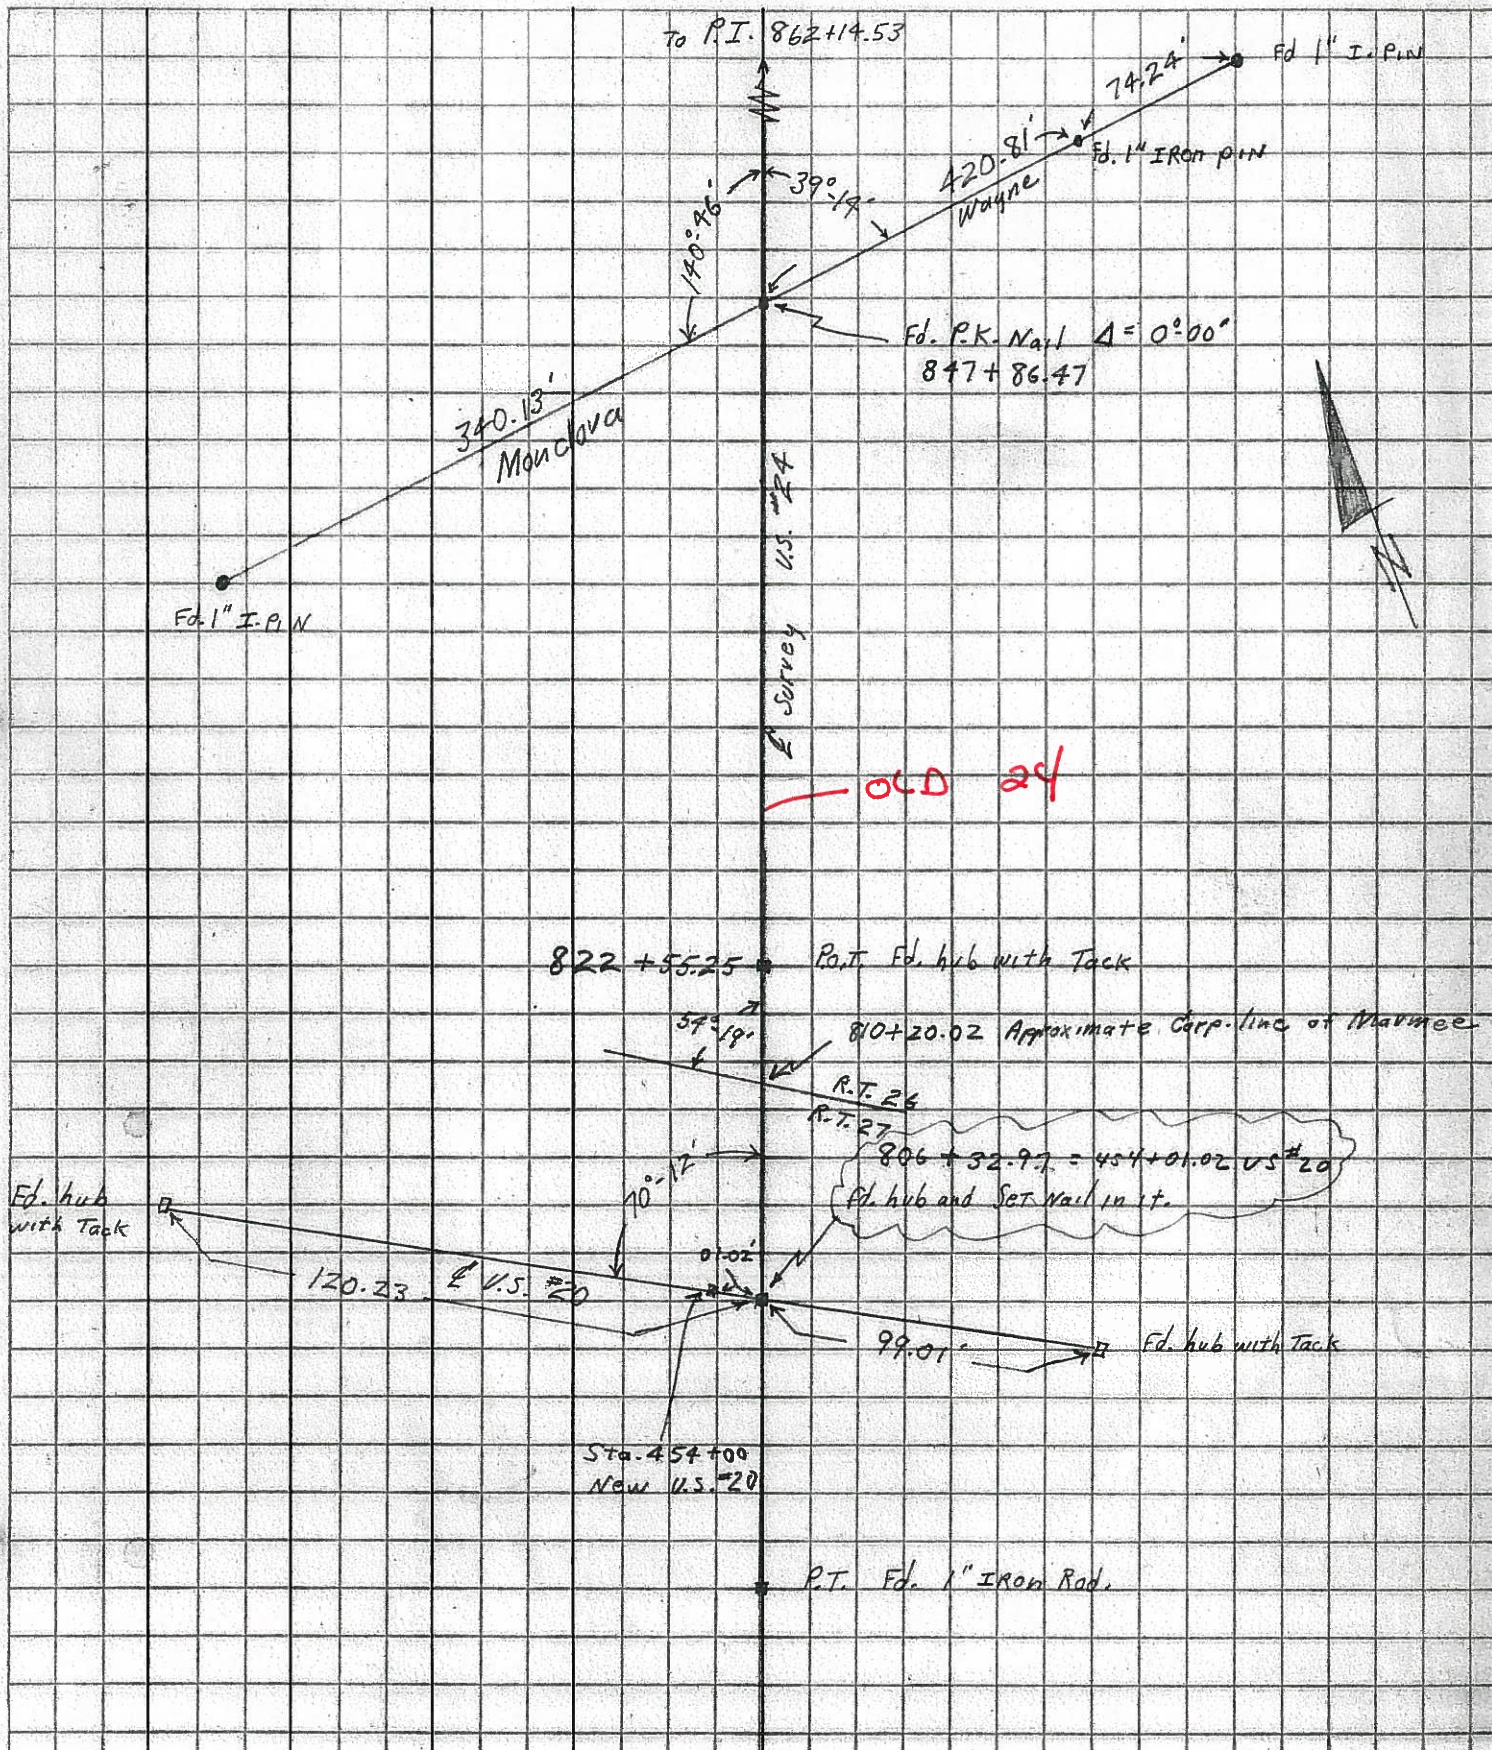 To P.I. 862+14.53
74.24'
Fd 1" I. PIN
420.81'
Fd. 1" IRon PIN
Wayne
39°-14'
140°-46'
Fd. P.K. Nail Δ = 0°-00'
847+86.47
340.13'
Monclova
Fd. 1" I. PIN
N
℄ Survey U.S. #24
OLD 24
822 +55.25
P.O.T. Fd. hub with Tack
810+20.02 Approximate Corp. line of Maumee
R.T. 26
R.T. 27
806 + 32.97 = 454+01.02 US #20
Fd. hub and Set Nail in it.
70°-12'
Fd. hub
with Tack
01.02'
120.23
℄ U.S. #20
99.01'
Fd. hub with Tack
Sta. 454+00
New U.S. #20
P.T. Fd. 1" IRon Rod.